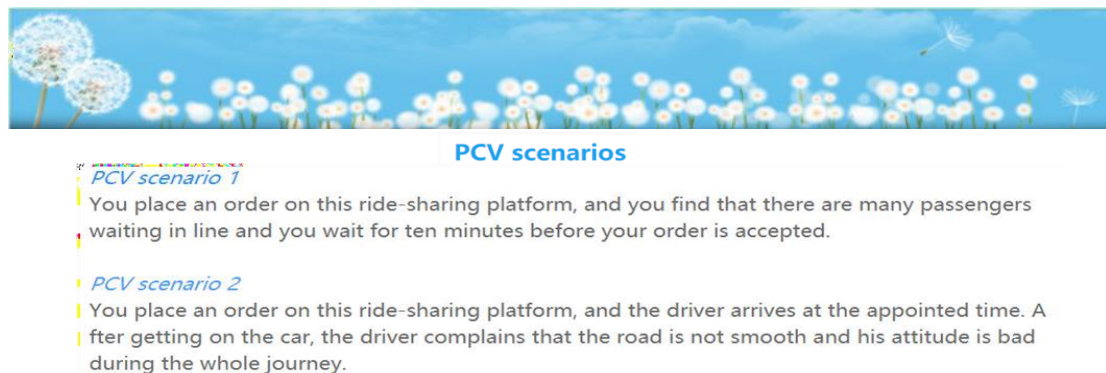 PCV scenarios
PCV scenario 1
You place an order on this ride-sharing platform, and you find that there are many passengers
waiting in line and you wait for ten minutes before your order is accepted.
PCV scenario 2
You place an order on this ride-sharing platform, and the driver arrives at the appointed time. A
fter getting on the car, the driver complains that the road is not smooth and his attitude is bad
during the whole journey.